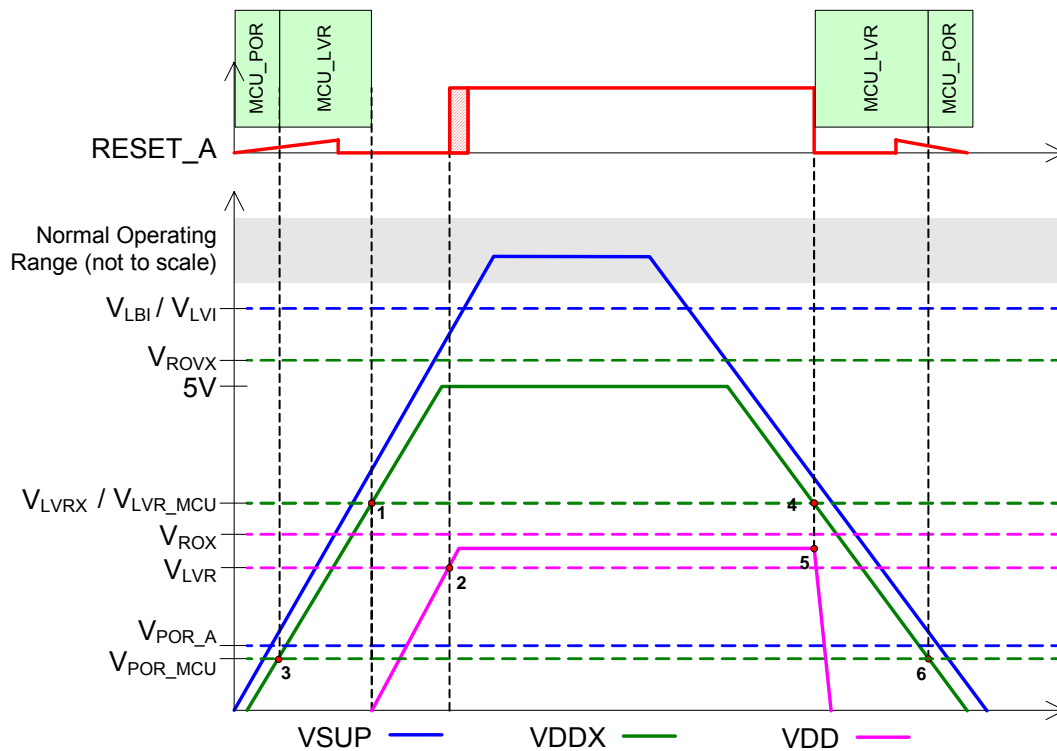 MCU_POR
MCU_LVR
MCU_LVR
MCU_POR
RESET_A
Normal Operating
Range (not to scale)
VLBI / VLVI
VROVX
5V
VLVRX / VLVR_MCU
1
4
VROX
5
VLVR
2
VPOR_A
VPOR_MCU
3
6
VSUP
VDDX
VDD